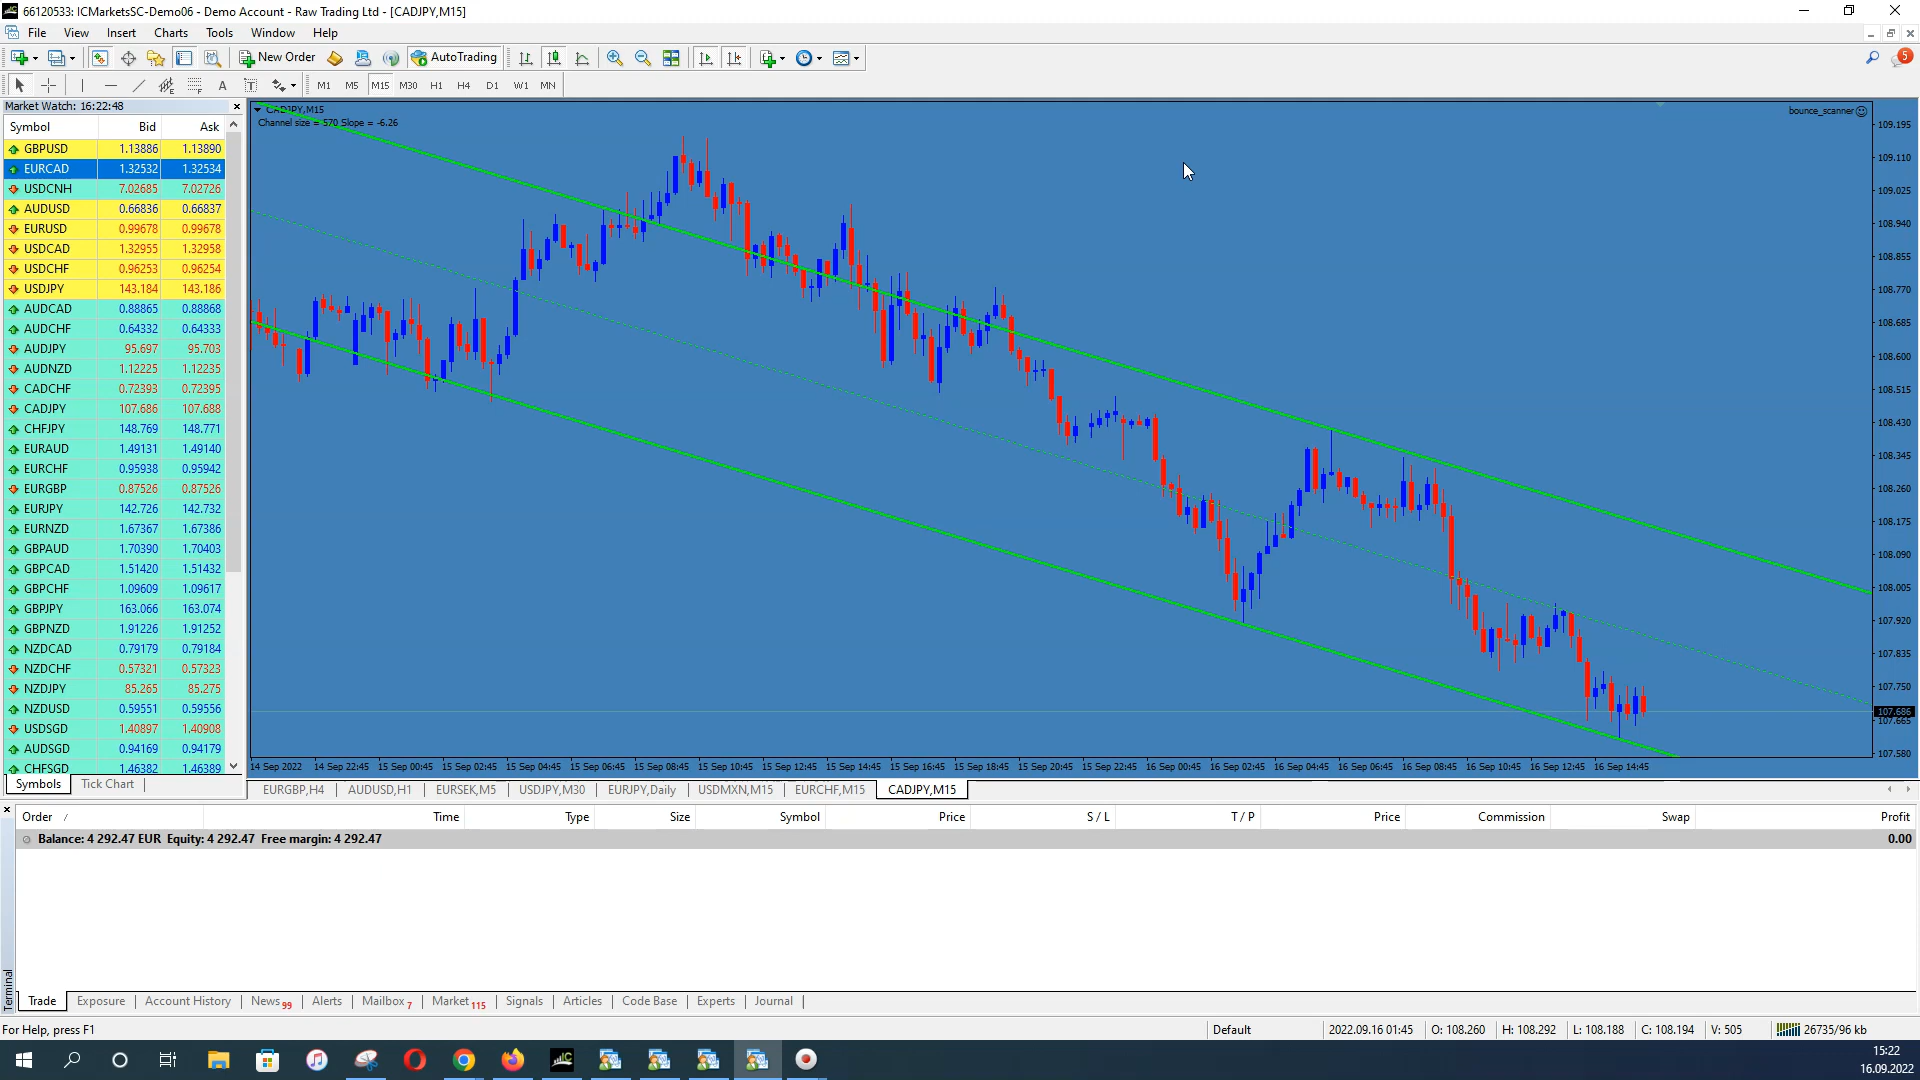 66120533: ICMarketsSC-Demo06 - Demo Account - Raw Trading Ltd - [CADJPY,M15]
File View Insert Charts Tools Window Help
New Order AutoTrading 5
A T M1 M5 M15 M30 H1 H4 D1 W1 MN
Market Watch: 16:22:48
Symbol Bid Ask
GBPUSD 1.13886 1.13890
EURCAD 1.32532 1.32534
USDCNH 7.02685 7.02726
AUDUSD 0.66836 0.66837
EURUSD 0.99678 0.99678
USDCAD 1.32955 1.32958
USDCHF 0.96253 0.96254
USDJPY 143.184 143.186
AUDCAD 0.88865 0.88868
AUDCHF 0.64332 0.64333
AUDJPY 95.697 95.703
AUDNZD 1.12225 1.12235
CADCHF 0.72393 0.72395
CADJPY 107.686 107.688
CHFJPY 148.769 148.771
EURAUD 1.49131 1.49140
EURCHF 0.95938 0.95942
EURGBP 0.87526 0.87526
EURJPY 142.726 142.732
EURNZD 1.67367 1.67386
GBPAUD 1.70390 1.70403
GBPCAD 1.51420 1.51432
GBPCHF 1.09609 1.09617
GBPJPY 163.066 163.074
GBPNZD 1.91226 1.91252
NZDCAD 0.79179 0.79184
NZDCHF 0.57321 0.57323
NZDJPY 85.265 85.275
NZDUSD 0.59551 0.59556
USDSGD 1.40897 1.40908
AUDSGD 0.94169 0.94179
CHFSGD 1.46382 1.46389
Symbols Tick Chart
CADJPY,M15
Channel size = 570 Slope = -6.26
bounce_scanner
109.195
109.110
109.025
108.940
108.855
108.770
108.685
108.600
108.515
108.430
108.345
108.260
108.175
108.090
108.005
107.920
107.835
107.750
107.686
107.665
107.580
14 Sep 2022 14 Sep 22:45 15 Sep 00:45 15 Sep 02:45 15 Sep 04:45 15 Sep 06:45 15 Sep 08:45 15 Sep 10:45 15 Sep 12:45 15 Sep 14:45 15 Sep 16:45 15 Sep 18:45 15 Sep 20:45 15 Sep 22:45 16 Sep 00:45 16 Sep 02:45 16 Sep 04:45 16 Sep 06:45 16 Sep 08:45 16 Sep 10:45 16 Sep 12:45 16 Sep 14:45
EURGBP,H4 AUDUSD,H1 EURSEK,M5 USDJPY,M30 EURJPY,Daily USDMXN,M15 EURCHF,M15 CADJPY,M15
Order / Time Type Size Symbol Price S / L T / P Price Commission Swap Profit
Balance: 4 292.47 EUR Equity: 4 292.47 Free margin: 4 292.47 0.00
Terminal
Trade Exposure Account History News 99 Alerts Mailbox 7 Market 115 Signals Articles Code Base Experts Journal
For Help, press F1 Default 2022.09.16 01:45 O: 108.260 H: 108.292 L: 108.188 C: 108.194 V: 505 26735/96 kb
15:22
16.09.2022